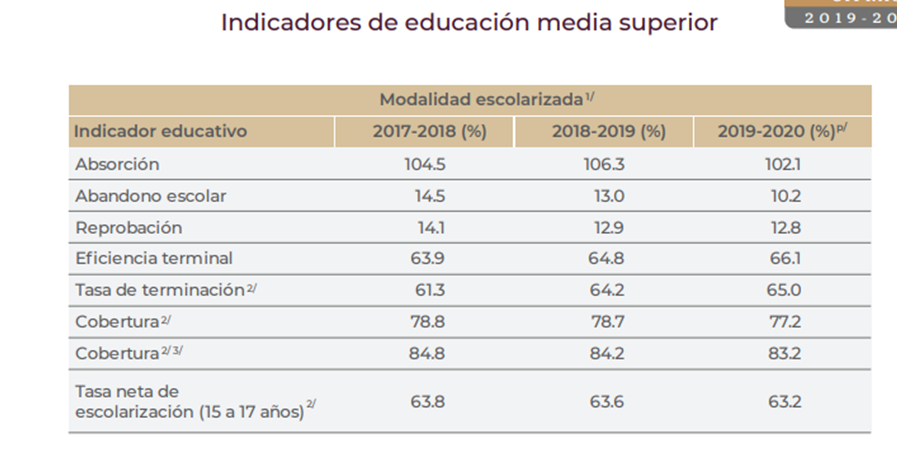 Indicadores de educación media superior
2019-20
Modalidad escolarizada 1/
Indicador educativo 2017-2018 (%) 2018-2019 (%) 2019-2020 (%)p/
Absorción 104.5 106.3 102.1
Abandono escolar 14.5 13.0 10.2
Reprobación 14.1 12.9 12.8
Eficiencia terminal 63.9 64.8 66.1
Tasa de terminación 2/ 61.3 64.2 65.0
Cobertura 2/ 78.8 78.7 77.2
Cobertura 2/ 3/ 84.8 84.2 83.2
Tasa neta de
escolarización (15 a 17 años) 2/ 63.8 63.6 63.2